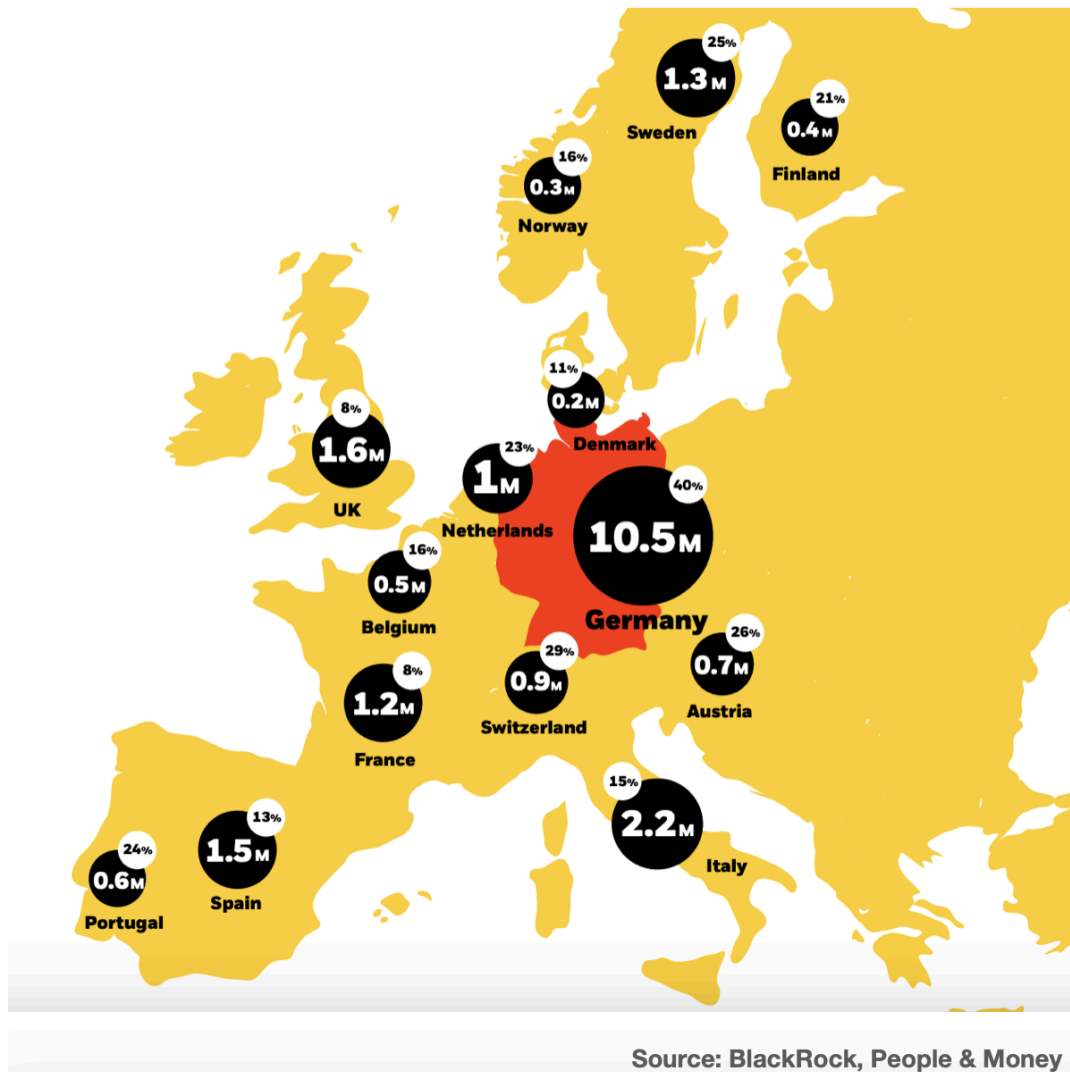 25%
1.3M
Sweden
21%
0.4M
Finland
16%
0.3M
Norway
11%
0.2M
Denmark
8%
1.6M
UK
23%
1M
Netherlands
40%
10.5M
Germany
16%
0.5M
Belgium
29%
0.9M
Switzerland
26%
0.7M
Austria
8%
1.2M
France
15%
2.2M
Italy
13%
1.5M
Spain
24%
0.6M
Portugal
Source: BlackRock, People & Money